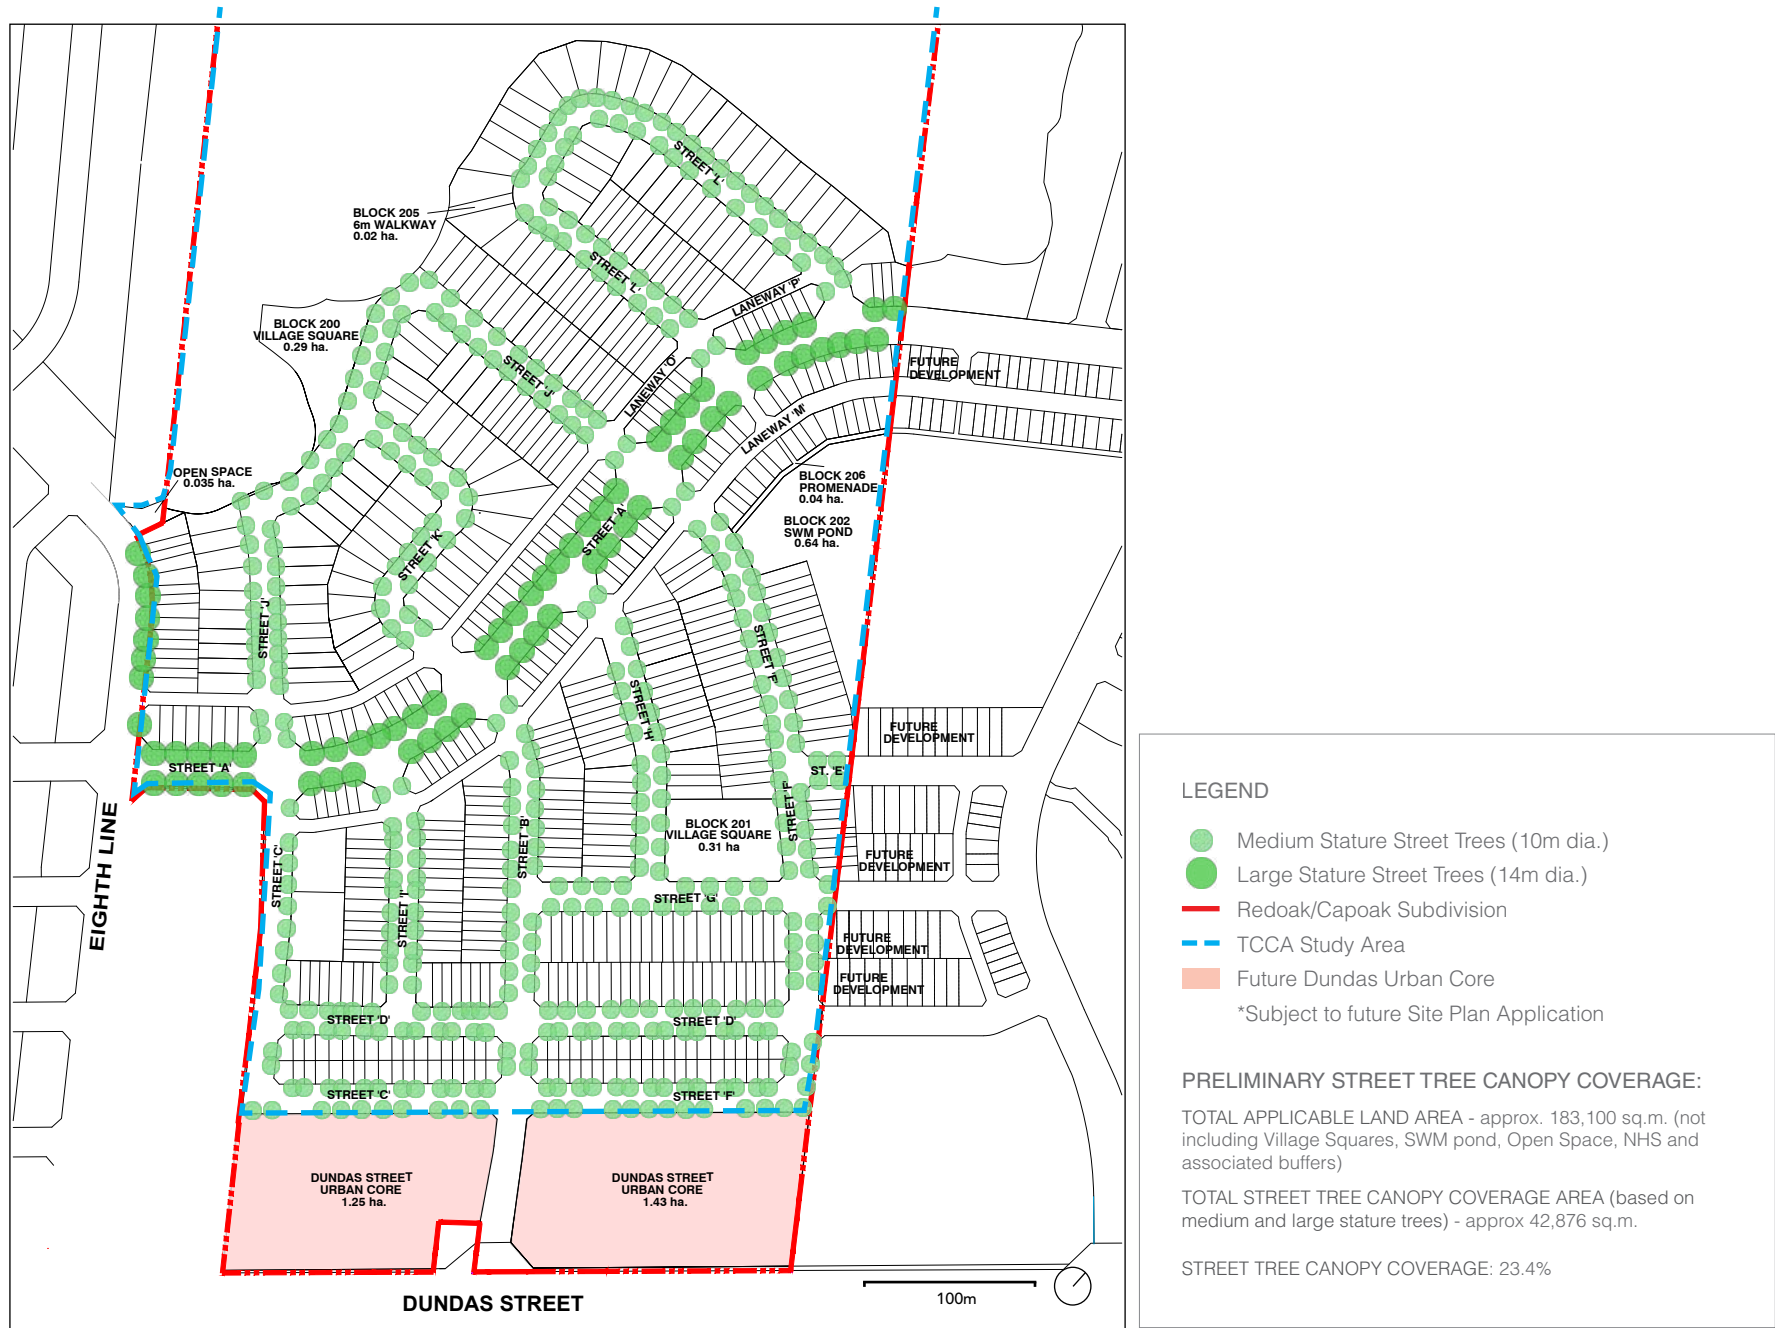 STREET 'L'
BLOCK 205
6m WALKWAY
0.02 ha.
STREET 'L'
LANEWAY 'P'
BLOCK 200
VILLAGE SQUARE
0.29 ha.
STREET 'J'
LANEWAY 'O'
FUTURE
DEVELOPMENT
LANEWAY 'M'
OPEN SPACE
0.035 ha.
BLOCK 206
PROMENADE
0.04 ha.
BLOCK 202
SWM POND
0.64 ha.
STREET 'A'
STREET 'K'
STREET 'J'
STREET 'F'
STREET 'H'
FUTURE
DEVELOPMENT
STREET 'A'
ST. 'E'
STREET 'F'
BLOCK 201
VILLAGE SQUARE
0.31 ha
STREET 'B'
STREET 'C'
EIGHTH LINE
FUTURE
DEVELOPMENT
STREET 'G'
STREET 'I'
FUTURE
DEVELOPMENT
FUTURE
DEVELOPMENT
STREET 'D'
STREET 'D'
STREET 'C'
STREET 'F'
DUNDAS STREET
URBAN CORE
1.25 ha.
DUNDAS STREET
URBAN CORE
1.43 ha.
100m
DUNDAS STREET
LEGEND
Medium Stature Street Trees (10m dia.)
Large Stature Street Trees (14m dia.)
Redoak/Capoak Subdivision
TCCA Study Area
Future Dundas Urban Core
*Subject to future Site Plan Application
PRELIMINARY STREET TREE CANOPY COVERAGE:
TOTAL APPLICABLE LAND AREA - approx. 183,100 sq.m. (not
including Village Squares, SWM pond, Open Space, NHS and
associated buffers)
TOTAL STREET TREE CANOPY COVERAGE AREA (based on
medium and large stature trees) - approx 42,876 sq.m.
STREET TREE CANOPY COVERAGE: 23.4%